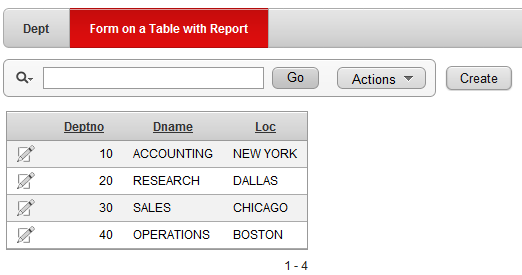 Dept Form on a Table with Report
Go Actions Create
Deptno Dname Loc
10 ACCOUNTING NEW YORK
20 RESEARCH DALLAS
30 SALES CHICAGO
40 OPERATIONS BOSTON
1 - 4